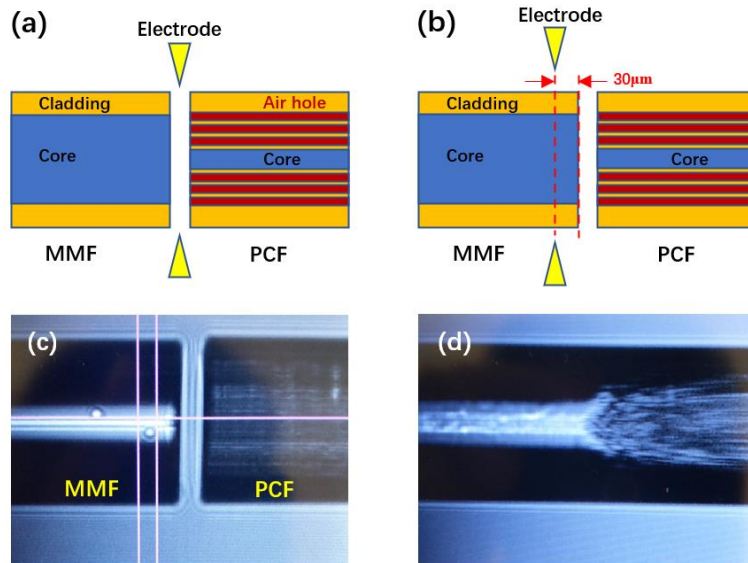 (a)
Electrode
Cladding
Core
Air hole
Core
MMF
PCF
(b)
Electrode
30μm
Cladding
Core
Core
MMF
PCF
(c)
MMF
PCF
(d)